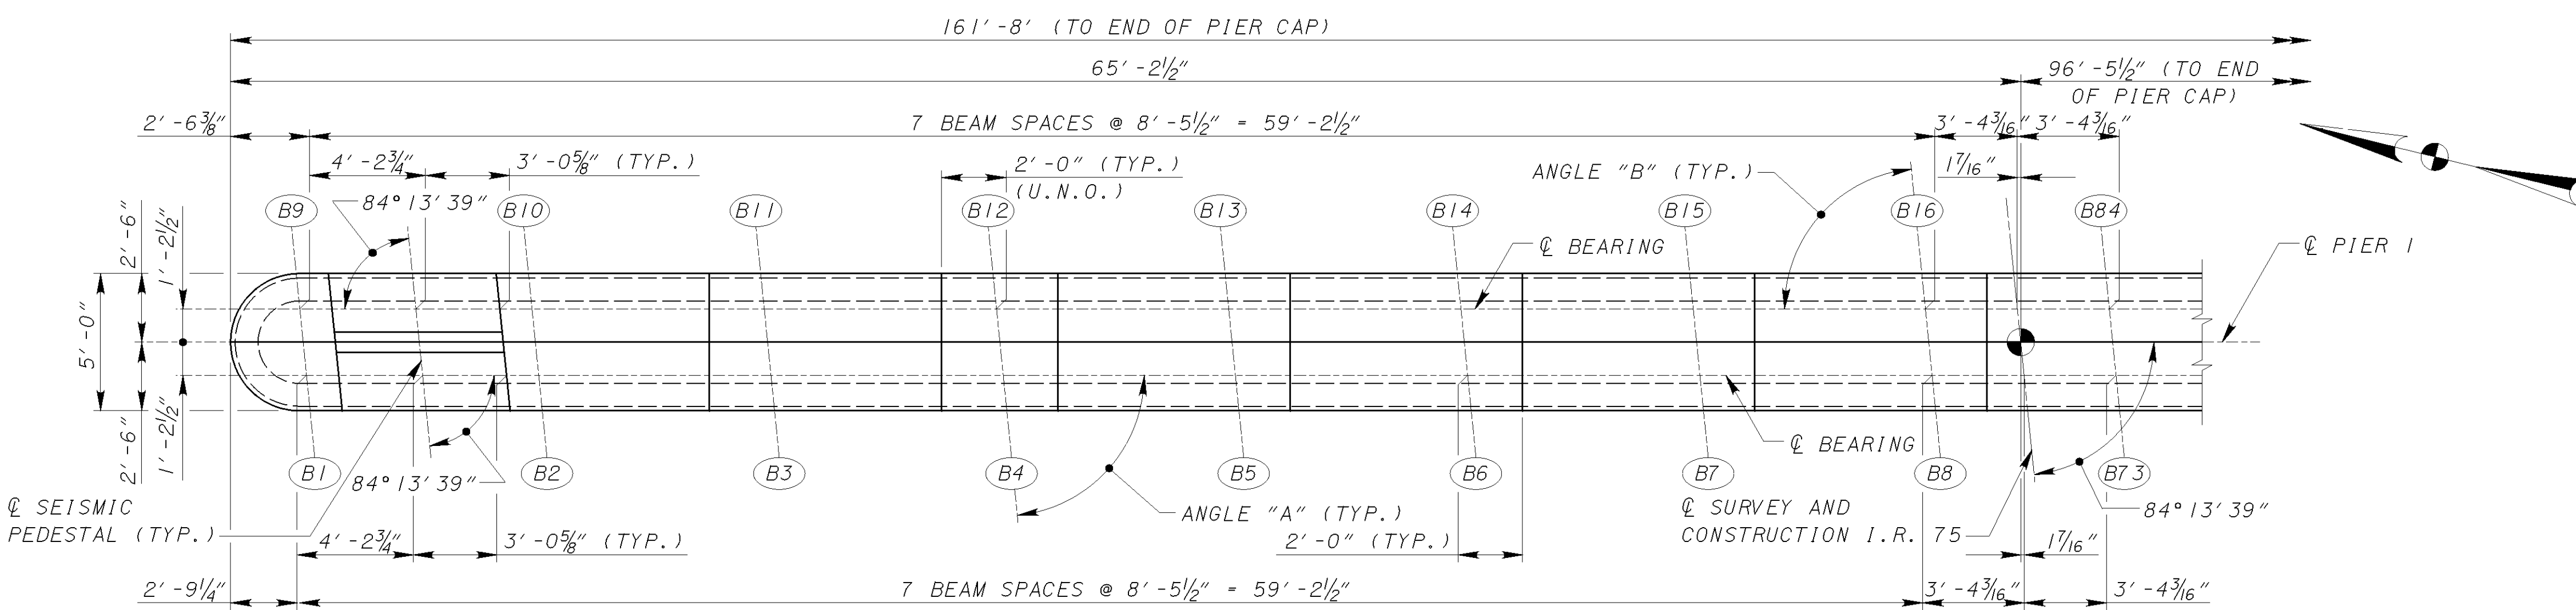 161'-8' (TO END OF PIER CAP)
65'-2½"
96'-5½" (TO END
OF PIER CAP)
2'-6⅜"
7 BEAM SPACES @ 8'-5½" = 59'-2½"
3'-4³⁄₁₆"
3'-4³⁄₁₆"
4'-2¾"
3'-0⅝" (TYP.)
2'-0" (TYP.)
(U.N.O.)
ANGLE "B" (TYP.)
1⁷⁄₁₆"
84°13'39"
B9
B10
B11
B12
B13
B14
B15
B16
B84
℄ BEARING
℄ PIER 1
2'-6"
1'-2½"
5'-0"
2'-6"
1'-2½"
℄ BEARING
B1
B2
B3
B4
B5
B6
B7
B8
B73
84°13'39"
℄ SEISMIC
PEDESTAL (TYP.)
ANGLE "A" (TYP.)
℄ SURVEY AND
CONSTRUCTION I.R. 75
84°13'39"
4'-2¾"
3'-0⅝" (TYP.)
2'-0" (TYP.)
1⁷⁄₁₆"
2'-9¼"
7 BEAM SPACES @ 8'-5½" = 59'-2½"
3'-4³⁄₁₆"
3'-4³⁄₁₆"